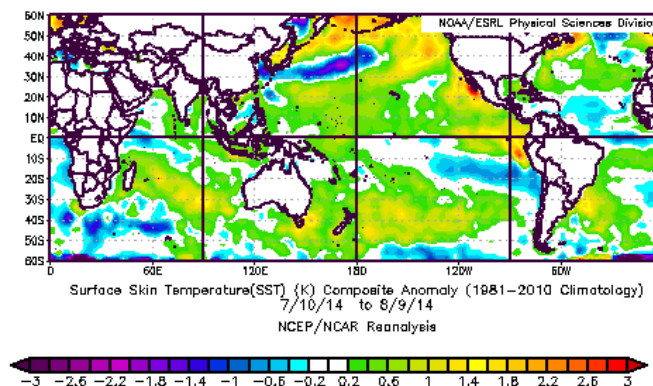 NOAA/ESRL Physical Sciences Divisio
60N
50N
40N
30N
20N
10N
EQ
10S
20S
30S
40S
50S
60S
0 60E 120E 180 120W 60W
Surface Skin Temperature(SST) (K) Composite Anomaly (1981-2010 Climatology)
7/10/14 to 8/9/14
NCEP/NCAR Reanalysis
-3 -2.6 -2.2 -1.8 -1.4 -1 -0.6 -0.2 0.2 0.6 1 1.4 1.8 2.2 2.6 3